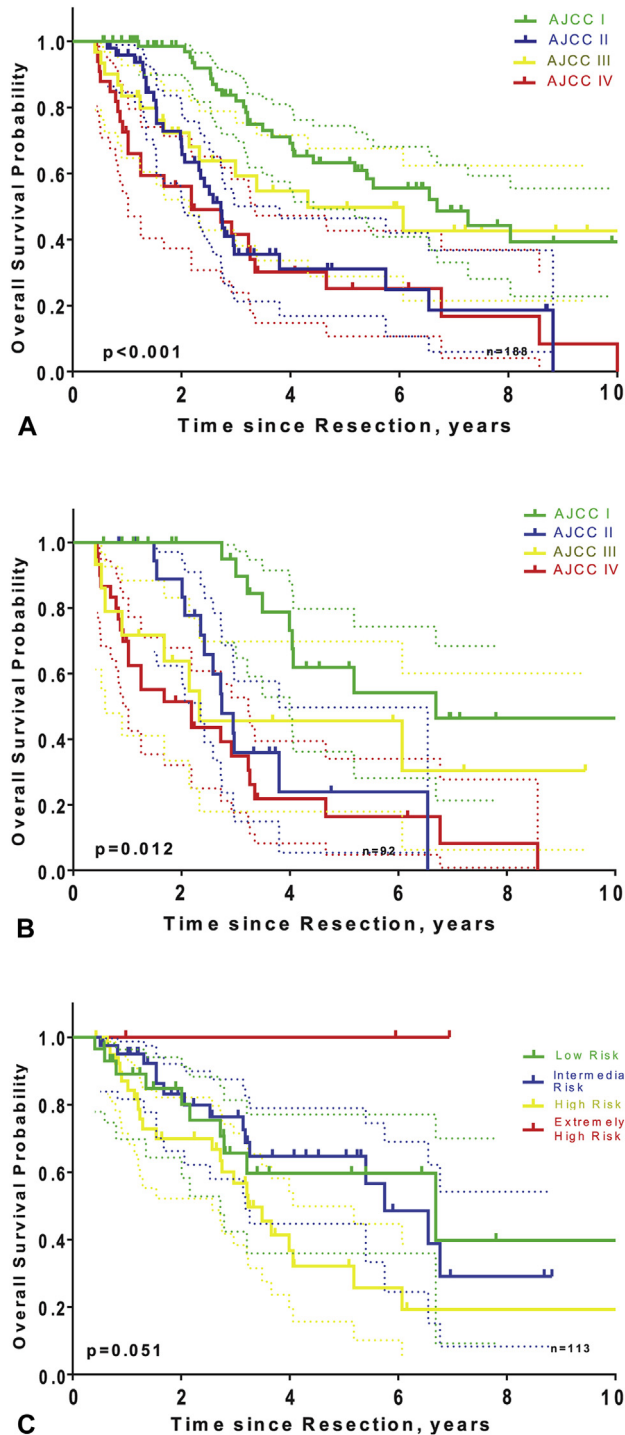 AJCC I
AJCC II
AJCC III
AJCC IV
1.0
0.8
0.6
0.4
0.2
0.0
Overall Survival Probability
p<0.001
n=188
0 2 4 6 8 10
Time since Resection, years
A
AJCC I
AJCC II
AJCC III
AJCC IV
1.0
0.8
0.6
0.4
0.2
0.0
Overall Survival Probability
p=0.012
n=92
0 2 4 6 8 10
Time since Resection, years
B
Low Risk
Intermedia
Risk
High Risk
Extremely
High Risk
1.0
0.8
0.6
0.4
0.2
0.0
Overall Survival Probability
p=0.051
n=113
0 2 4 6 8 10
Time since Resection, years
C